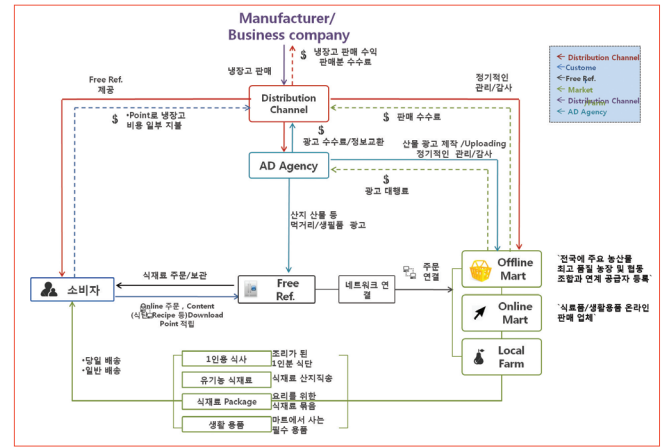 Manufacturer/
Business company
$
냉장고 판매 수익
판매분 수수료
냉장고 판매
Free Ref.
제공
정기적인
관리/감사
Distribution Channel
Custome
Free Ref.
Market
Distribution Channel
AD Agency
$
•Point로 냉장고
비용 일부 지불
Distribution
Channel
$
판매 수수료
$
광고 수수료/정보교환
산물 광고 제작 /Uploading
정기적인 관리/감사
AD Agency
$
광고 대행료
산지 산물 등
먹거리/생필품 광고
소비자
식재료 주문/보관
Online 주문 , Content
(식단, Recipe 등)Download
Point 적립
Free
Ref.
네트워크 연
결
주문
연결
Offline
Mart
Online
Mart
Local
Farm
`전국에 주요 농산물
최고 품질 농장 및 협동
조합과 연계 공급자 등록`
`식료품/생활용품 온라인
판매 업체`
•당일 배송
•일반 배송
1인용 식사
조리가 된
1인분 식단
유기농 식재료
식재료 산지직송
식재료 Package
요리를 위한
식재료 묶음
생활 용품
마트에서 사는
필수 용품